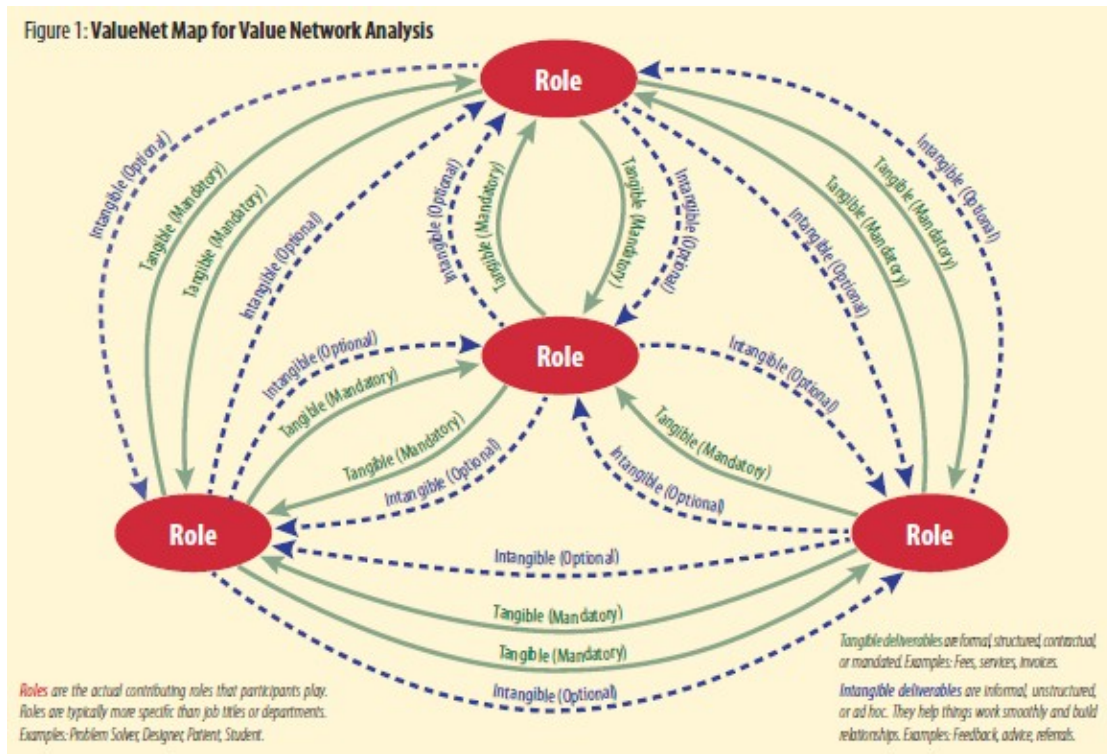 Figure 1: ValueNet Map for Value Network Analysis
Role
Intangible (Optional)
Tangible (Mandatory)
Tangible (Mandatory)
Intangible (Optional)
Intangible (Optional)
Tangible (Mandatory)
Tangible (Mandatory)
Intangible (Optional)
Intangible (Optional)
Tangible (Mandatory)
Tangible (Mandatory)
Intangible (Optional)
Role
Intangible (Optional)
Tangible (Mandatory)
Tangible (Mandatory)
Intangible (Optional)
Intangible (Optional)
Tangible (Mandatory)
Intangible (Optional)
Role
Role
Intangible (Optional)
Tangible (Mandatory)
Tangible (Mandatory)
Intangible (Optional)
Roles are the actual contributing roles that participants play.
Roles are typically more specific than job titles or departments.
Examples: Problem Solver, Designer, Patient, Student.
Tangible deliverables are formal, structured, contractual,
or mandated. Examples: Fees, services, invoices.
Intangible deliverables are informal, unstructured,
or ad hoc. They help things work smoothly and build
relationships. Examples: Feedback, advice, referrals.